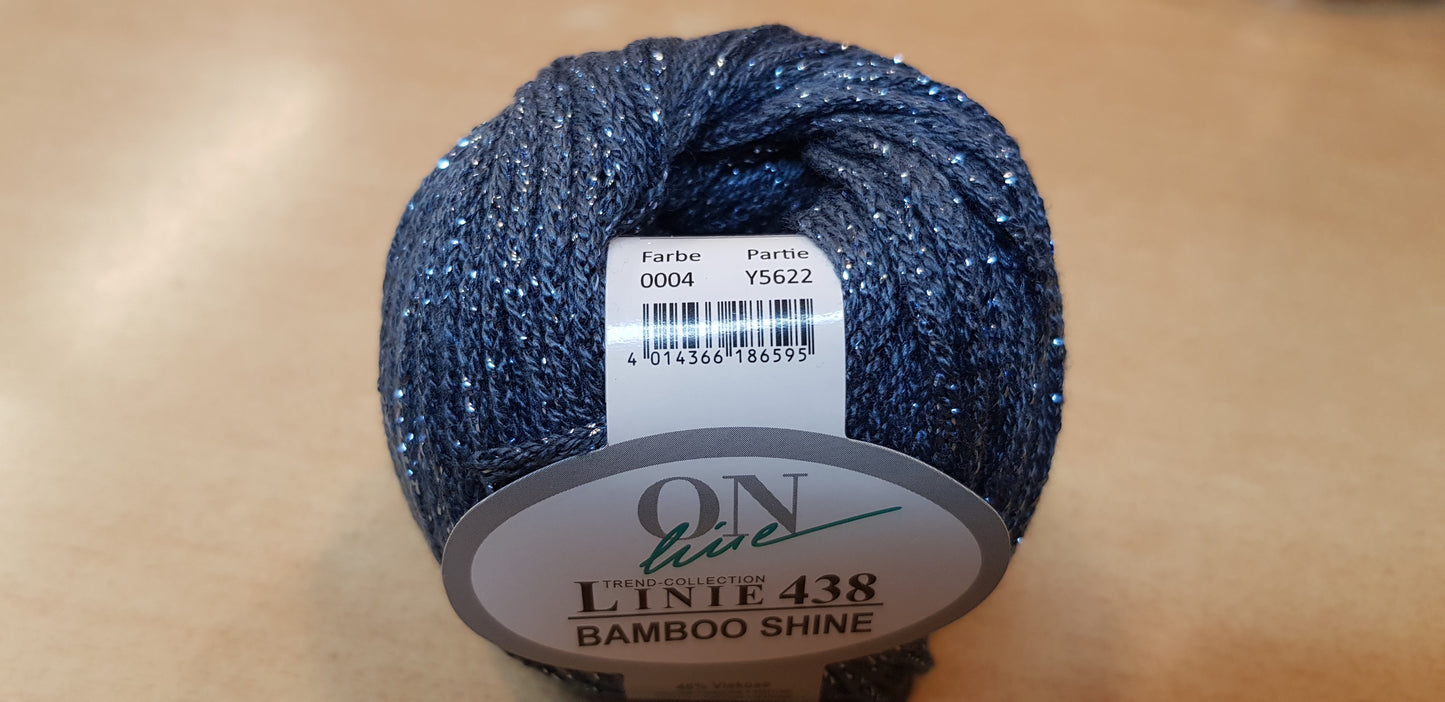 Farbe Partie
0004 Y5622
4 014366 186595
ON
line
TREND-COLLECTION
LINIE 438
BAMBOO SHINE